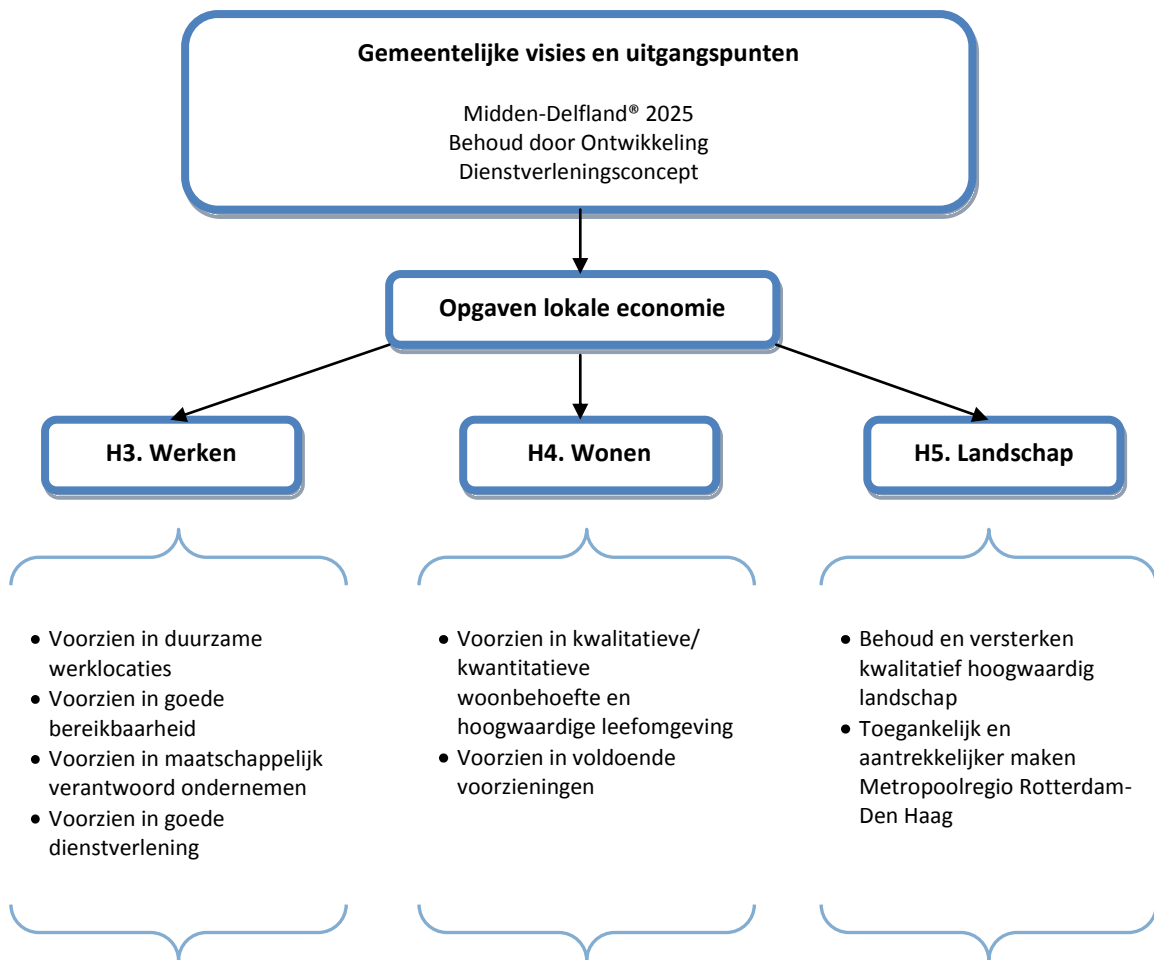 Gemeentelijke visies en uitgangspunten
Midden-Delfland® 2025
Behoud door Ontwikkeling
Dienstverleningsconcept
Opgaven lokale economie
H3. Werken
H4. Wonen
H5. Landschap
• Voorzien in duurzame
werklocaties
• Voorzien in goede
bereikbaarheid
• Voorzien in maatschappelijk
verantwoord ondernemen
• Voorzien in goede
dienstverlening
• Voorzien in kwalitatieve/
kwantitatieve
woonbehoefte en
hoogwaardige leefomgeving
• Voorzien in voldoende
voorzieningen
• Behoud en versterken
kwalitatief hoogwaardig
landschap
• Toegankelijk en
aantrekkelijker maken
Metropoolregio Rotterdam-
Den Haag